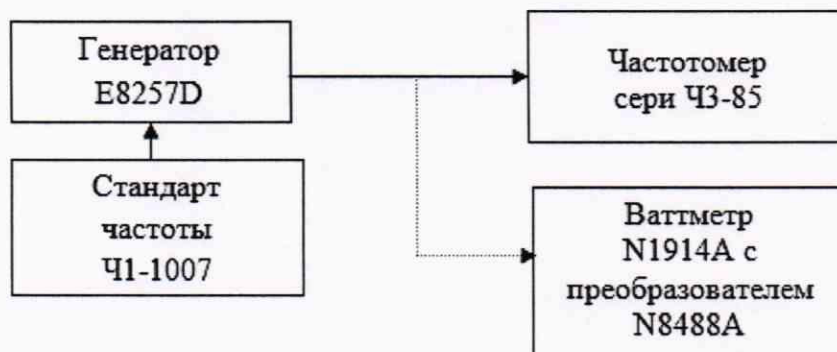 Генератор
E8257D
Частотомер
сери Ч3-85
Стандарт
частоты
Ч1-1007
Ваттметр
N1914A с
преобразователем
N8488A